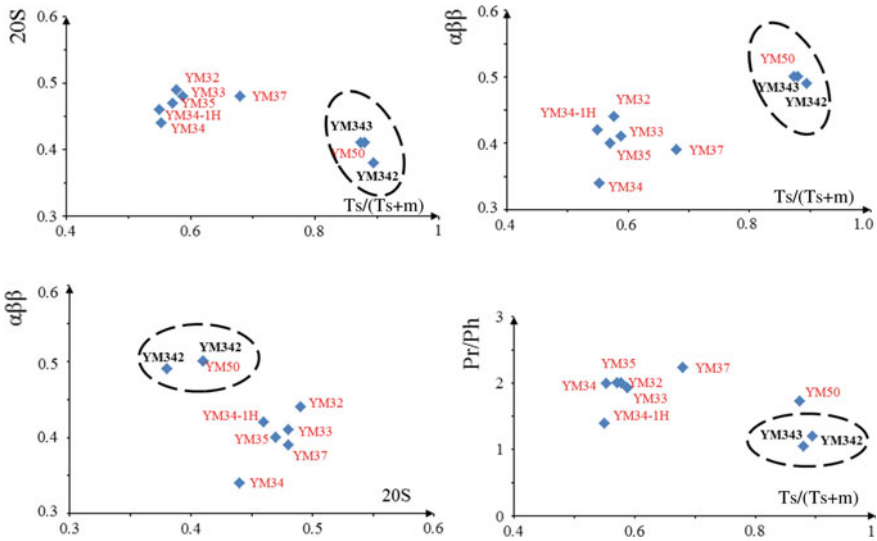 20S
0.6
0.5
0.4
0.3
YM32
YM33
YM35
YM37
YM34-1H
YM34
YM343
YM50
YM342
Ts/(Ts+m)
0.4
0.6
0.8
1
αββ
0.6
0.5
0.4
0.3
YM50
YM343
YM342
YM32
YM34-1H
YM33
YM35
YM37
YM34
Ts/(Ts+m)
0.4
0.6
0.8
1.0
αββ
0.6
0.5
0.4
0.3
YM342
YM342
YM50
YM32
YM34-1H
YM35
YM33
YM37
YM34
20S
0.3
0.4
0.5
0.6
Pr/Ph
3
2
1
0
YM35
YM37
YM34
YM32
YM33
YM50
YM34-1H
YM343
YM342
Ts/(Ts+m)
0.4
0.6
0.8
1